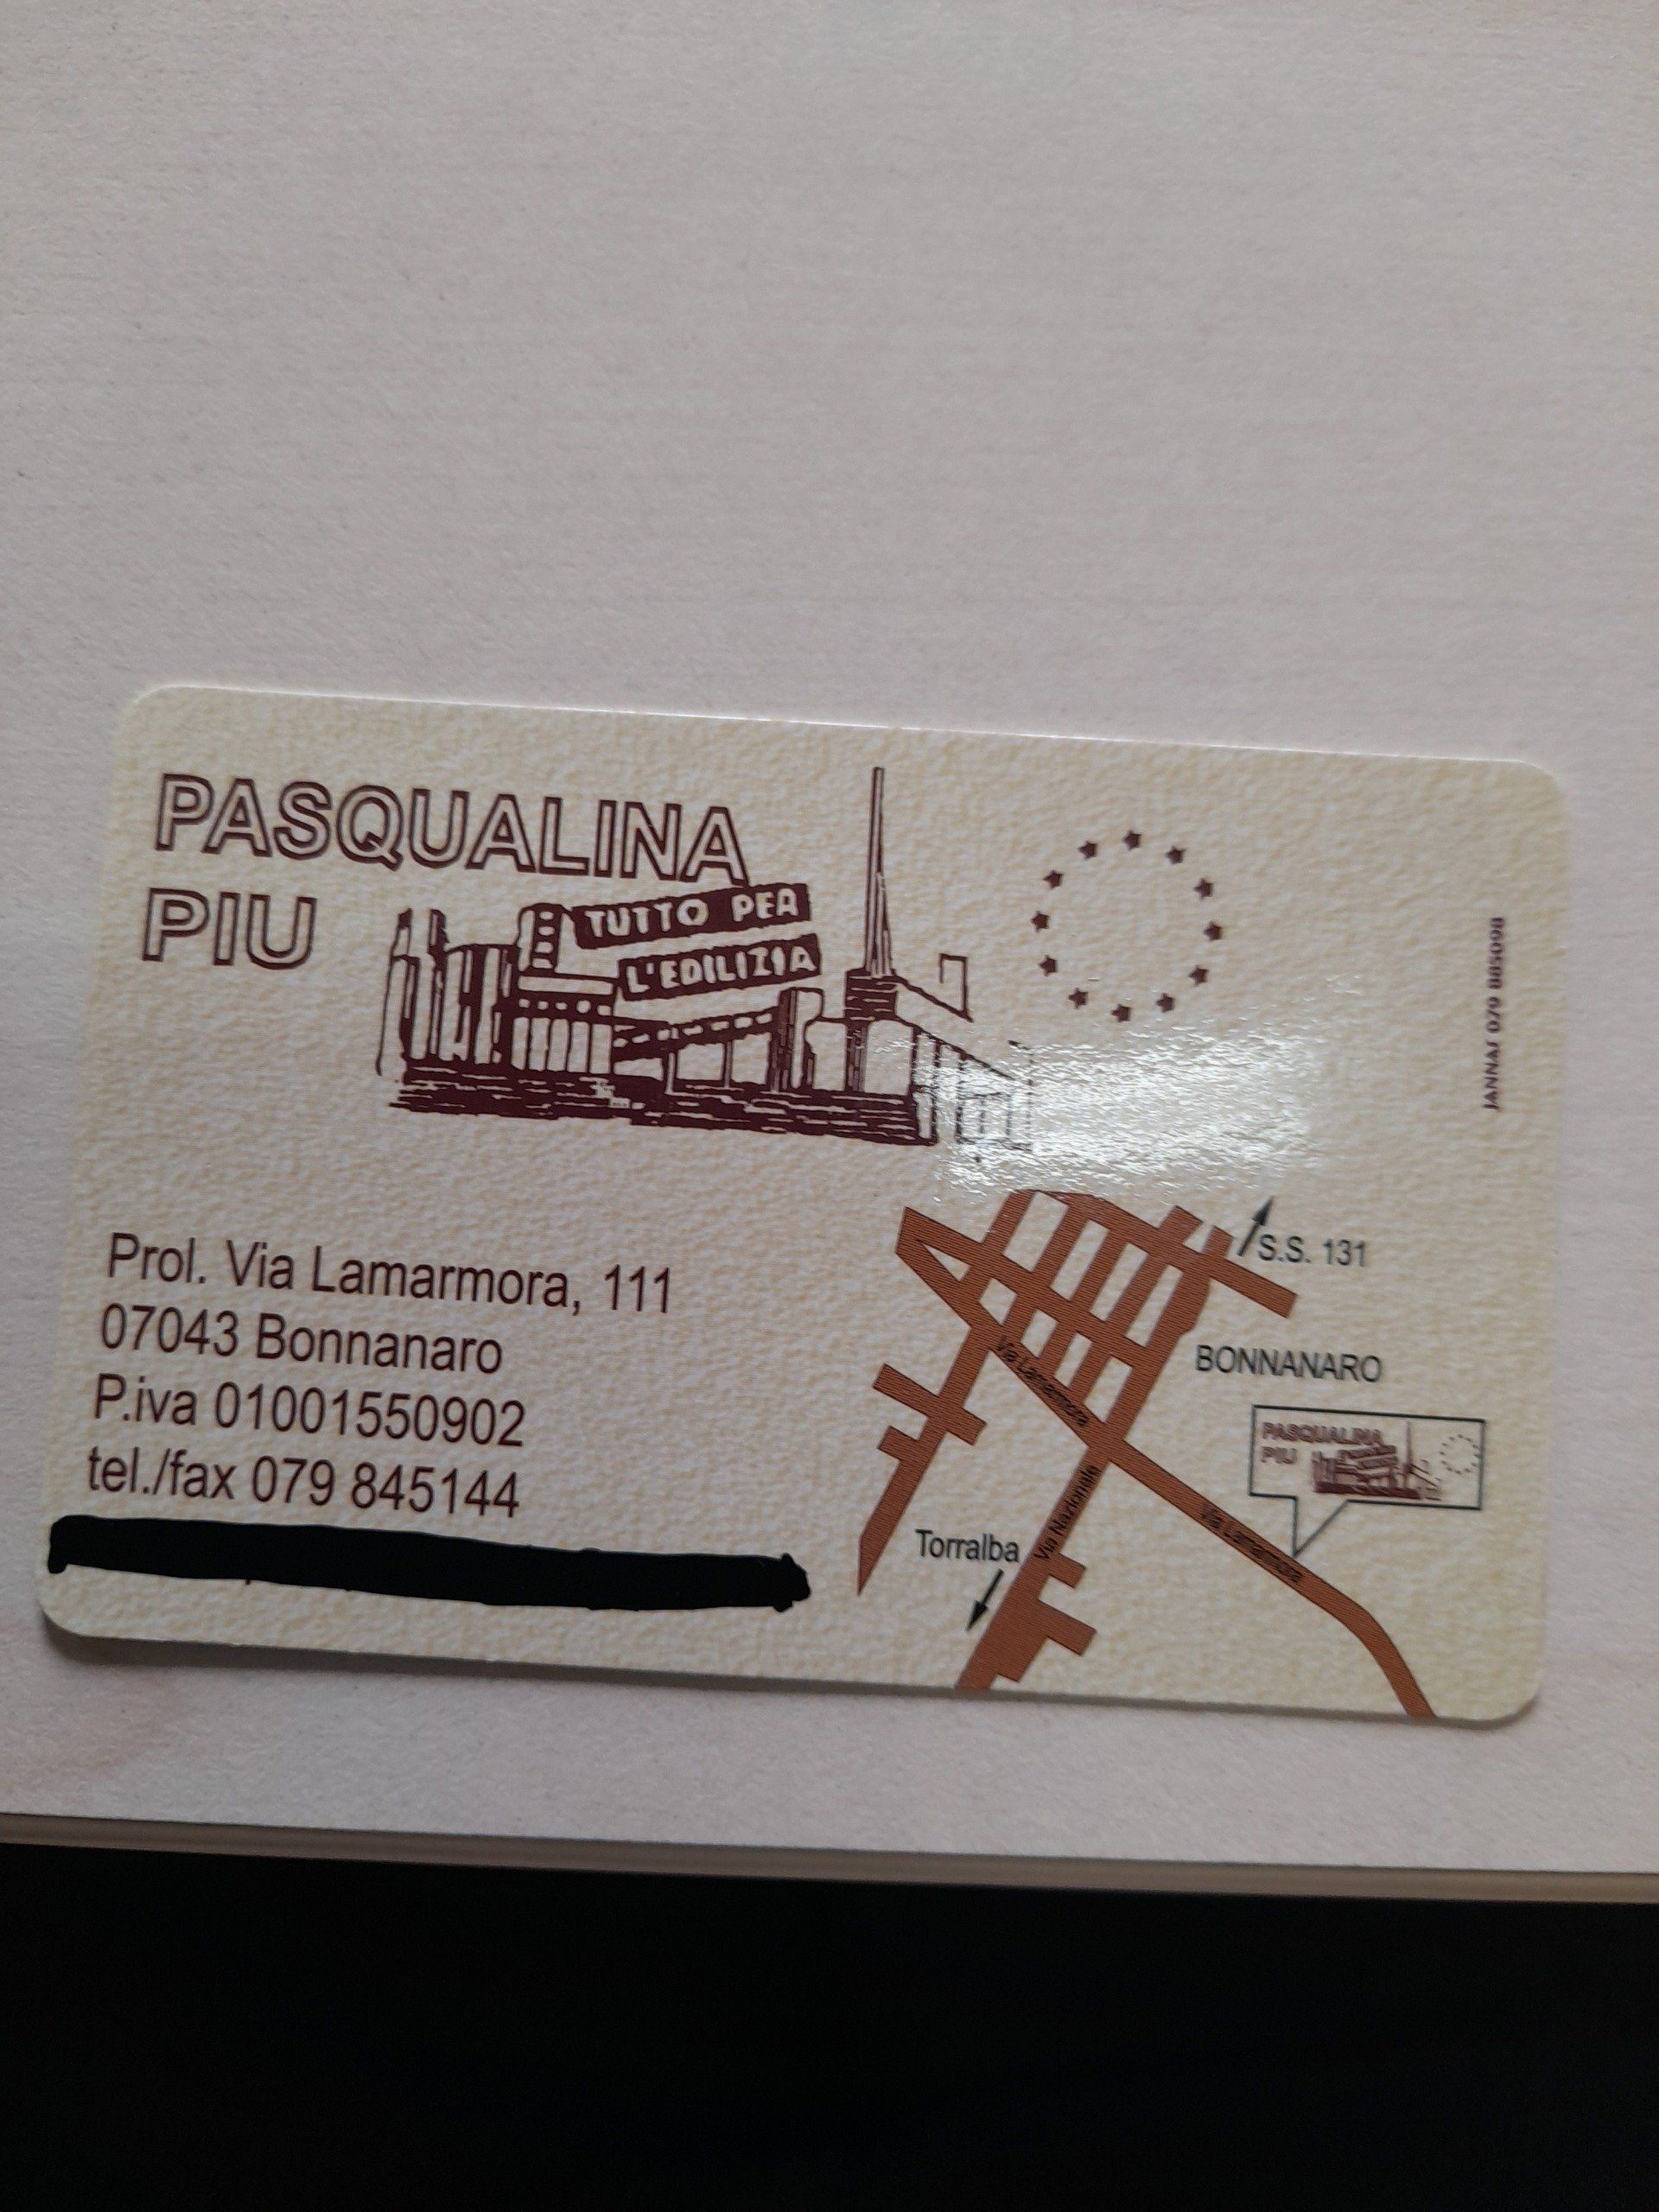 PASQUALINA
PIU
TUTTO PER
L'EDILIZIA
JANNAS 079 885098
Prol. Via Lamarmora, 111
07043 Bonnanaro
P.iva 01001550902
tel./fax 079 845144
S.S. 131
BONNANARO
Via Lamarmora
PASQUALINA
PIU
Via Nazionale
Via Lamarmora
Torralba